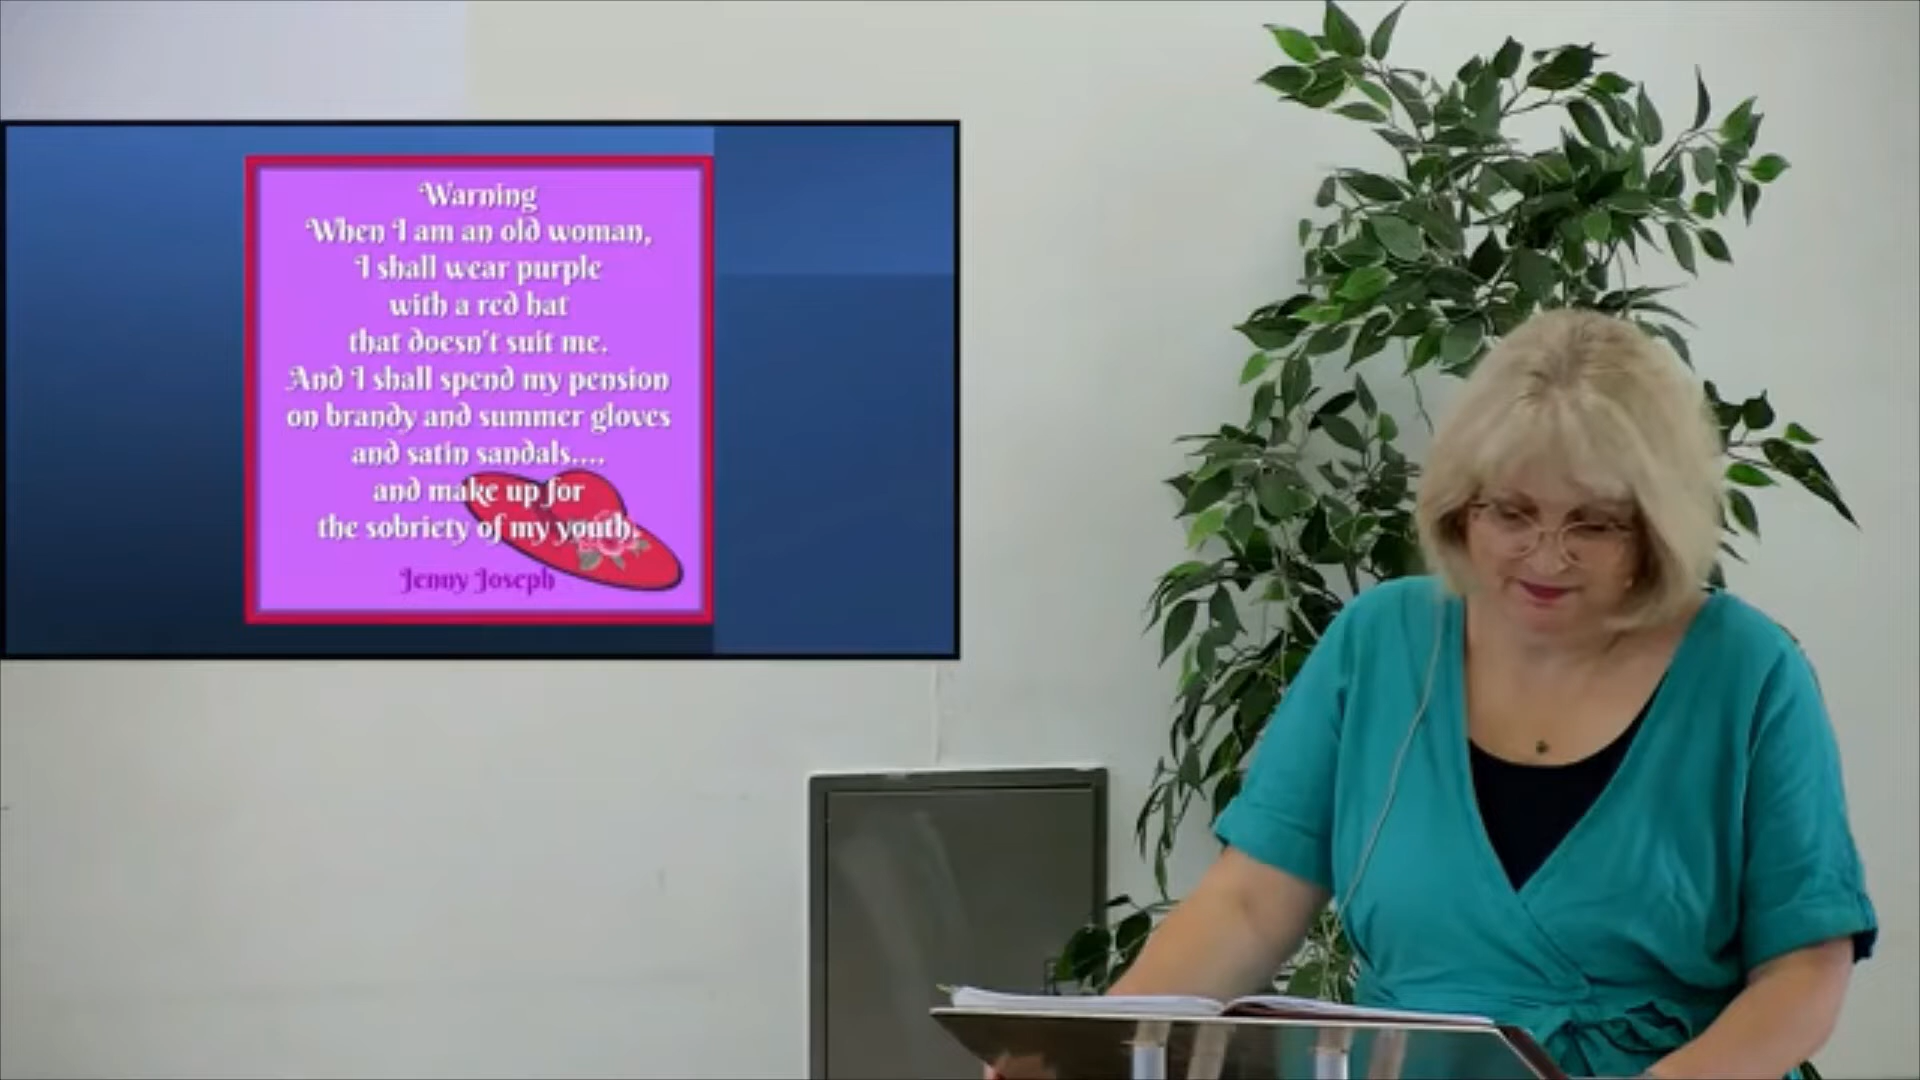 Warning
When I am an old woman,
I shall wear purple
with a red hat
that doesn't suit me.
And I shall spend my pension
on brandy and summer gloves
and satin sandals....
and make up for
the sobriety of my youth.
Jenny Joseph